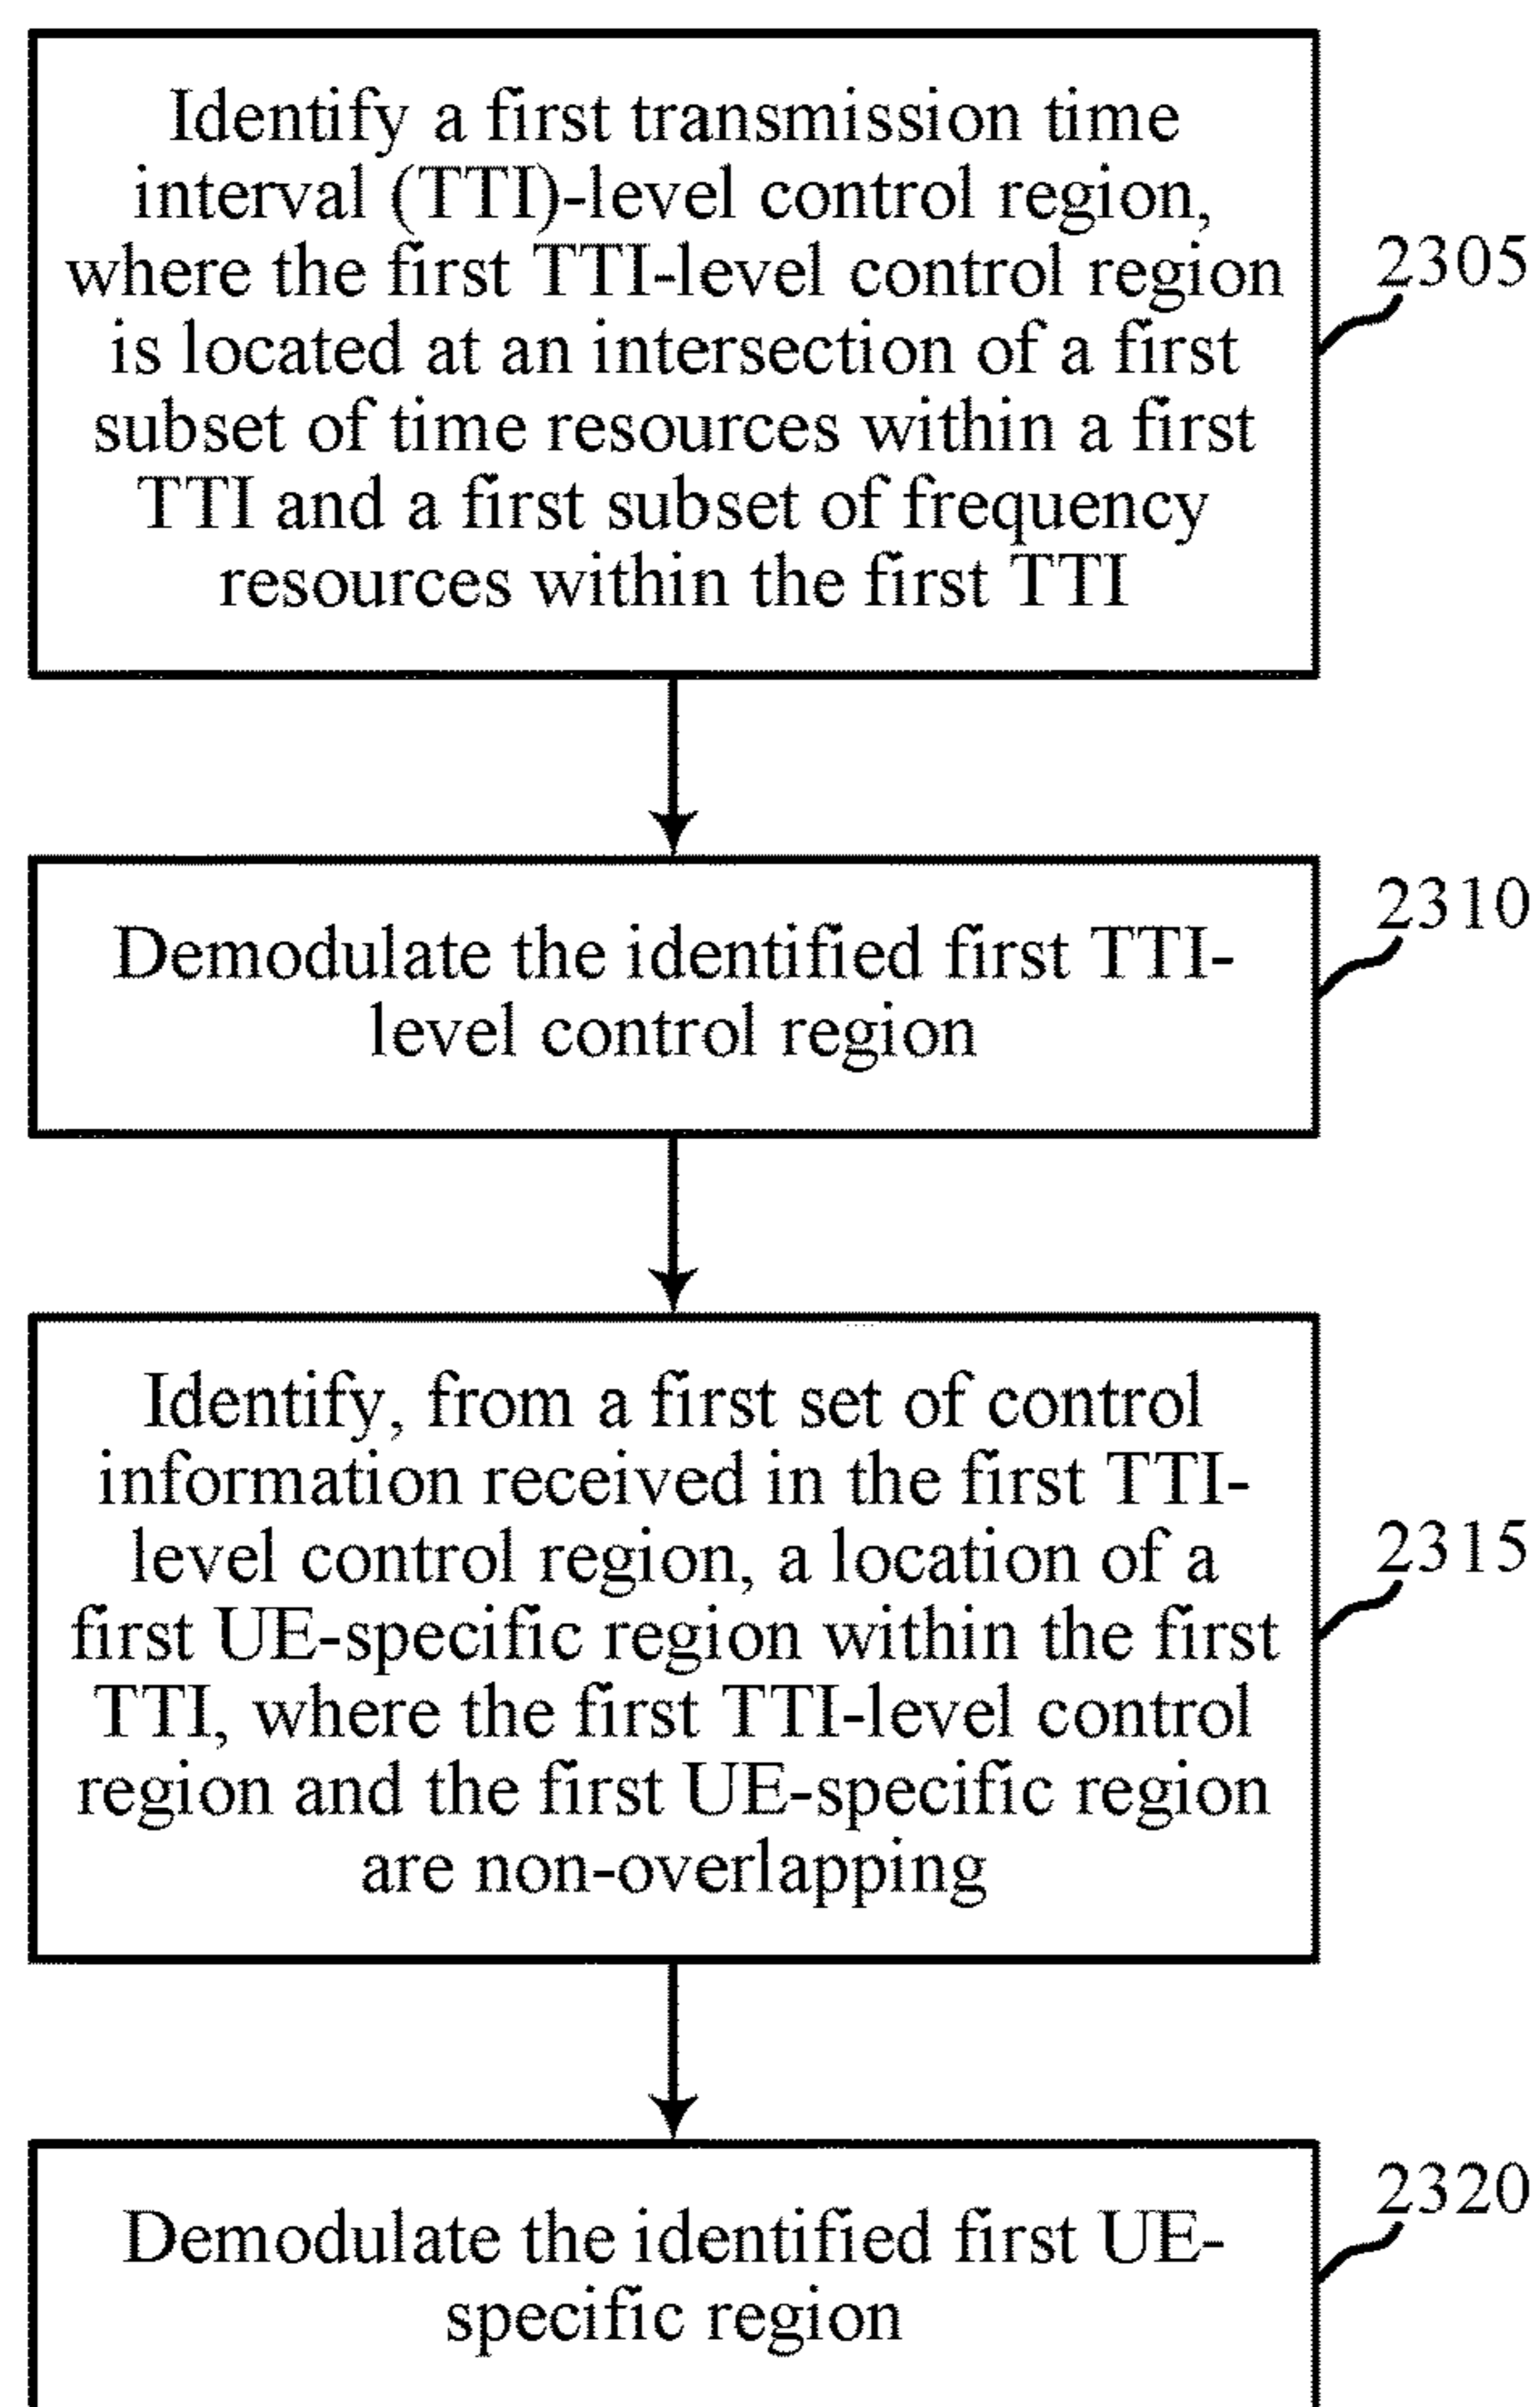 Identify a first transmission time
interval (TTI)-level control region,
where the first TTI-level control region
is located at an intersection of a first
subset of time resources within a first
TTI and a first subset of frequency
resources within the first TTI
2305
Demodulate the identified first TTI-
level control region
2310
Identify, from a first set of control
information received in the first TTI-
level control region, a location of a
first UE-specific region within the first
TTI, where the first TTI-level control
region and the first UE-specific region
are non-overlapping
2315
Demodulate the identified first UE-
specific region
2320